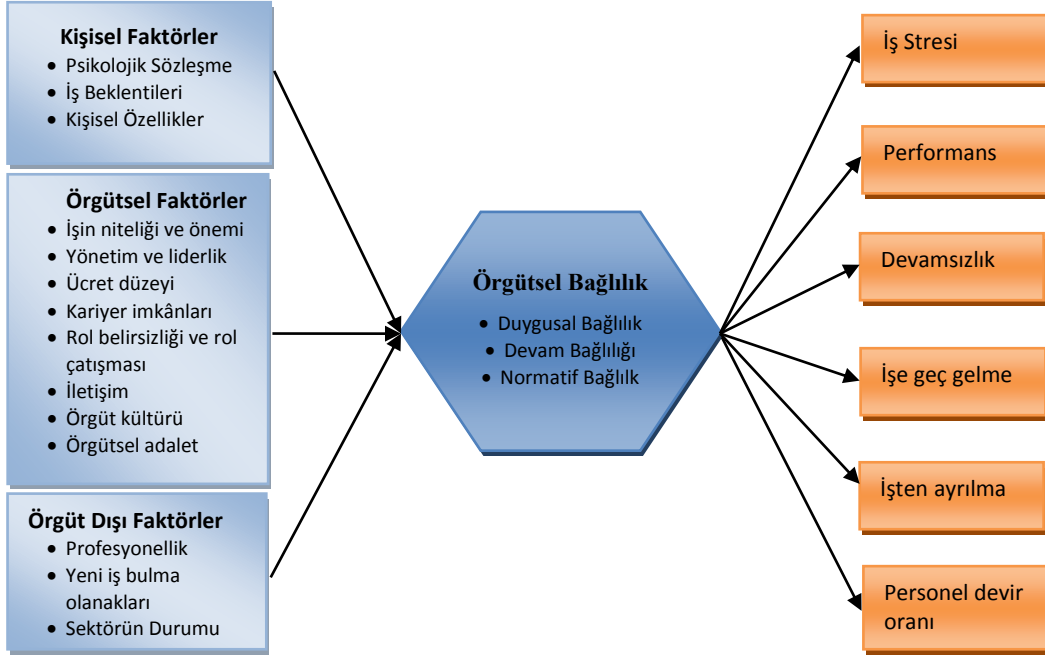 Kişisel Faktörler
• Psikolojik Sözleşme
• İş Beklentileri
• Kişisel Özellikler
Örgütsel Faktörler
• İşin niteliği ve önemi
• Yönetim ve liderlik
• Ücret düzeyi
• Kariyer imkânları
• Rol belirsizliği ve rol
çatışması
• İletişim
• Örgüt kültürü
• Örgütsel adalet
Örgüt Dışı Faktörler
• Profesyonellik
• Yeni iş bulma
olanakları
• Sektörün Durumu
Örgütsel Bağlılık
• Duygusal Bağlılık
• Devam Bağlılığı
• Normatif Bağlılk
İş Stresi
Performans
Devamsızlık
İşe geç gelme
İşten ayrılma
Personel devir
oranı